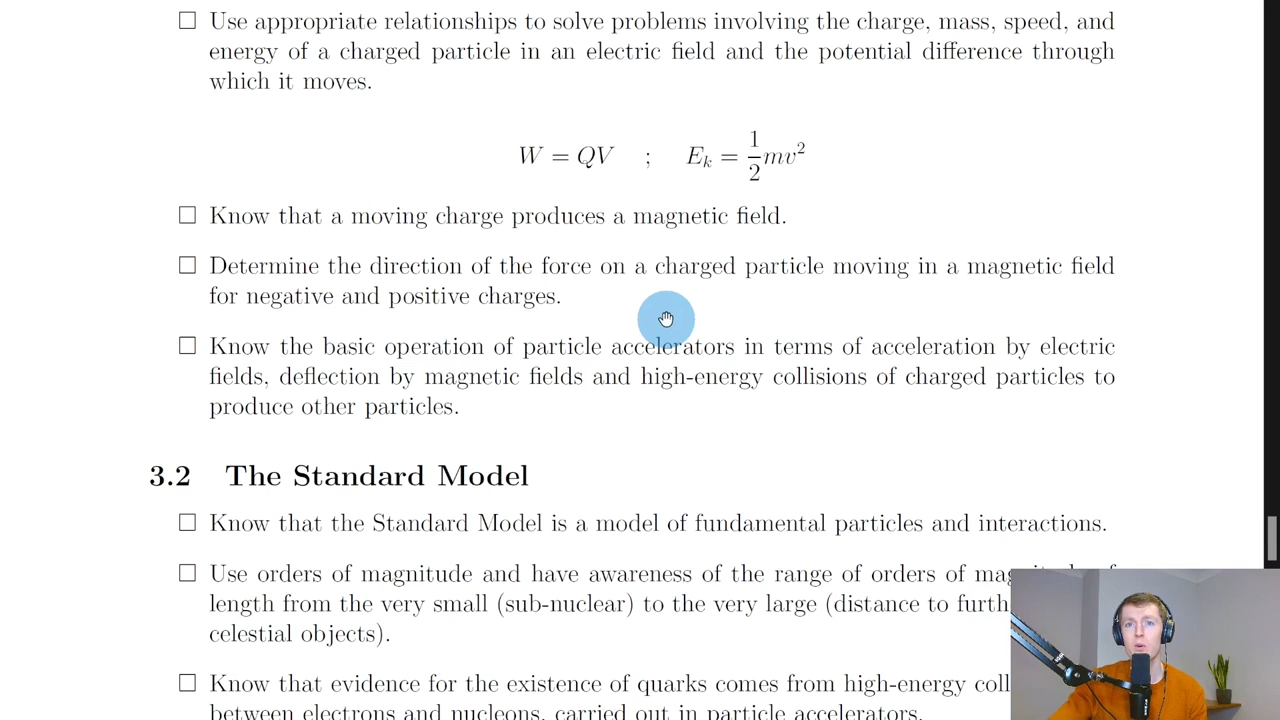 ☐ Use appropriate relationships to solve problems involving the charge, mass, speed, and
energy of a charged particle in an electric field and the potential difference through
which it moves.
W = QV ; E_k = 1/2 mv²
☐ Know that a moving charge produces a magnetic field.
☐ Determine the direction of the force on a charged particle moving in a magnetic field
for negative and positive charges.
☐ Know the basic operation of particle accelerators in terms of acceleration by electric
fields, deflection by magnetic fields and high-energy collisions of charged particles to
produce other particles.
3.2 The Standard Model
☐ Know that the Standard Model is a model of fundamental particles and interactions.
☐ Use orders of magnitude and have awareness of the range of orders of
length from the very small (sub-nuclear) to the very large (distance to
celestial objects).
☐ Know that evidence for the existence of quarks comes from high-energy
between electrons and nucleons, carried out in particle accelerators.